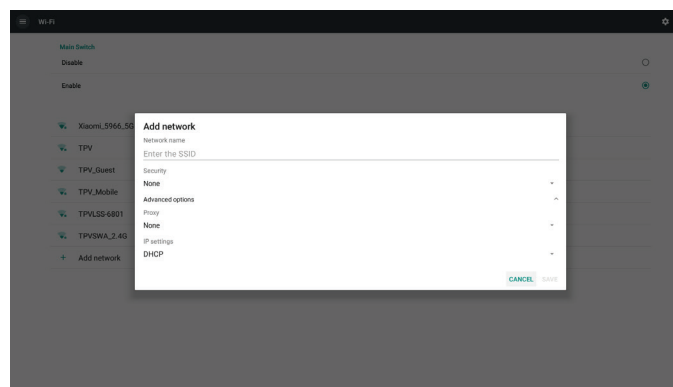 Wi-Fi
Main Switch
Disable
Enable
Xiaomi_5966_5G
TPV
TPV_Guest
TPV_Mobile
TPVLSS-6801
TPVSWA_2.4G
Add network
Add network
Network name
Enter the SSID
Security
None
Advanced options
Proxy
None
IP settings
DHCP
CANCEL SAVE